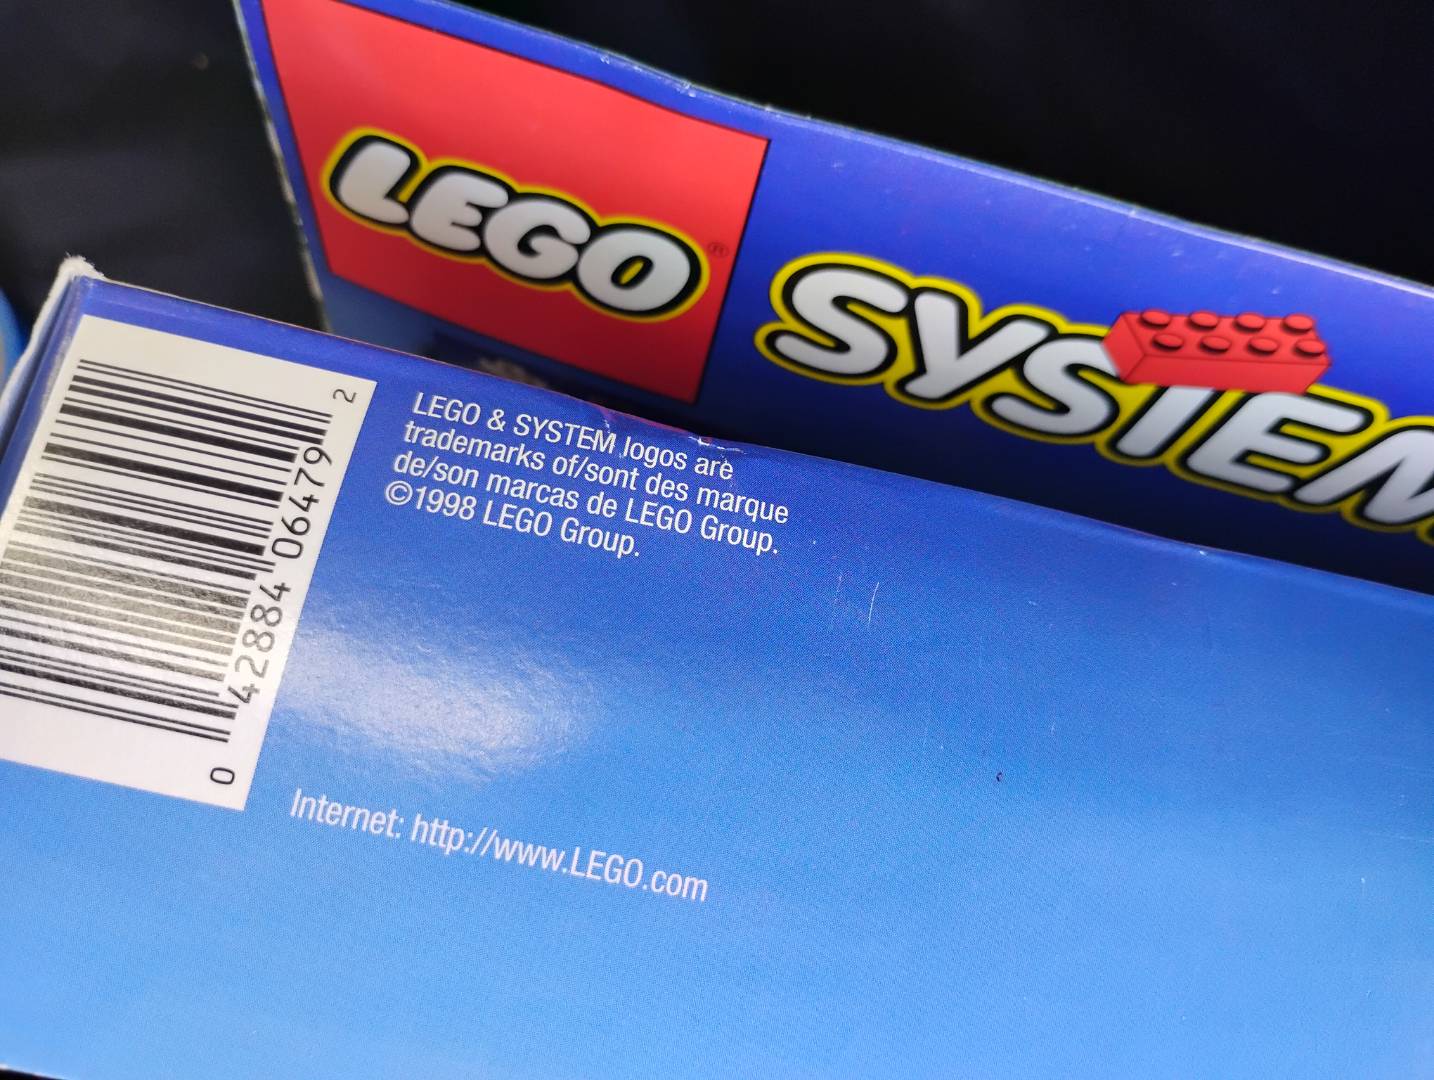 LEGO®
SYSTEM
LEGO & SYSTEM logos are
trademarks of/sont des marque
de/son marcas de LEGO Group.
©1998 LEGO Group.
0 42884 06479 2
Internet: http://www.LEGO.com